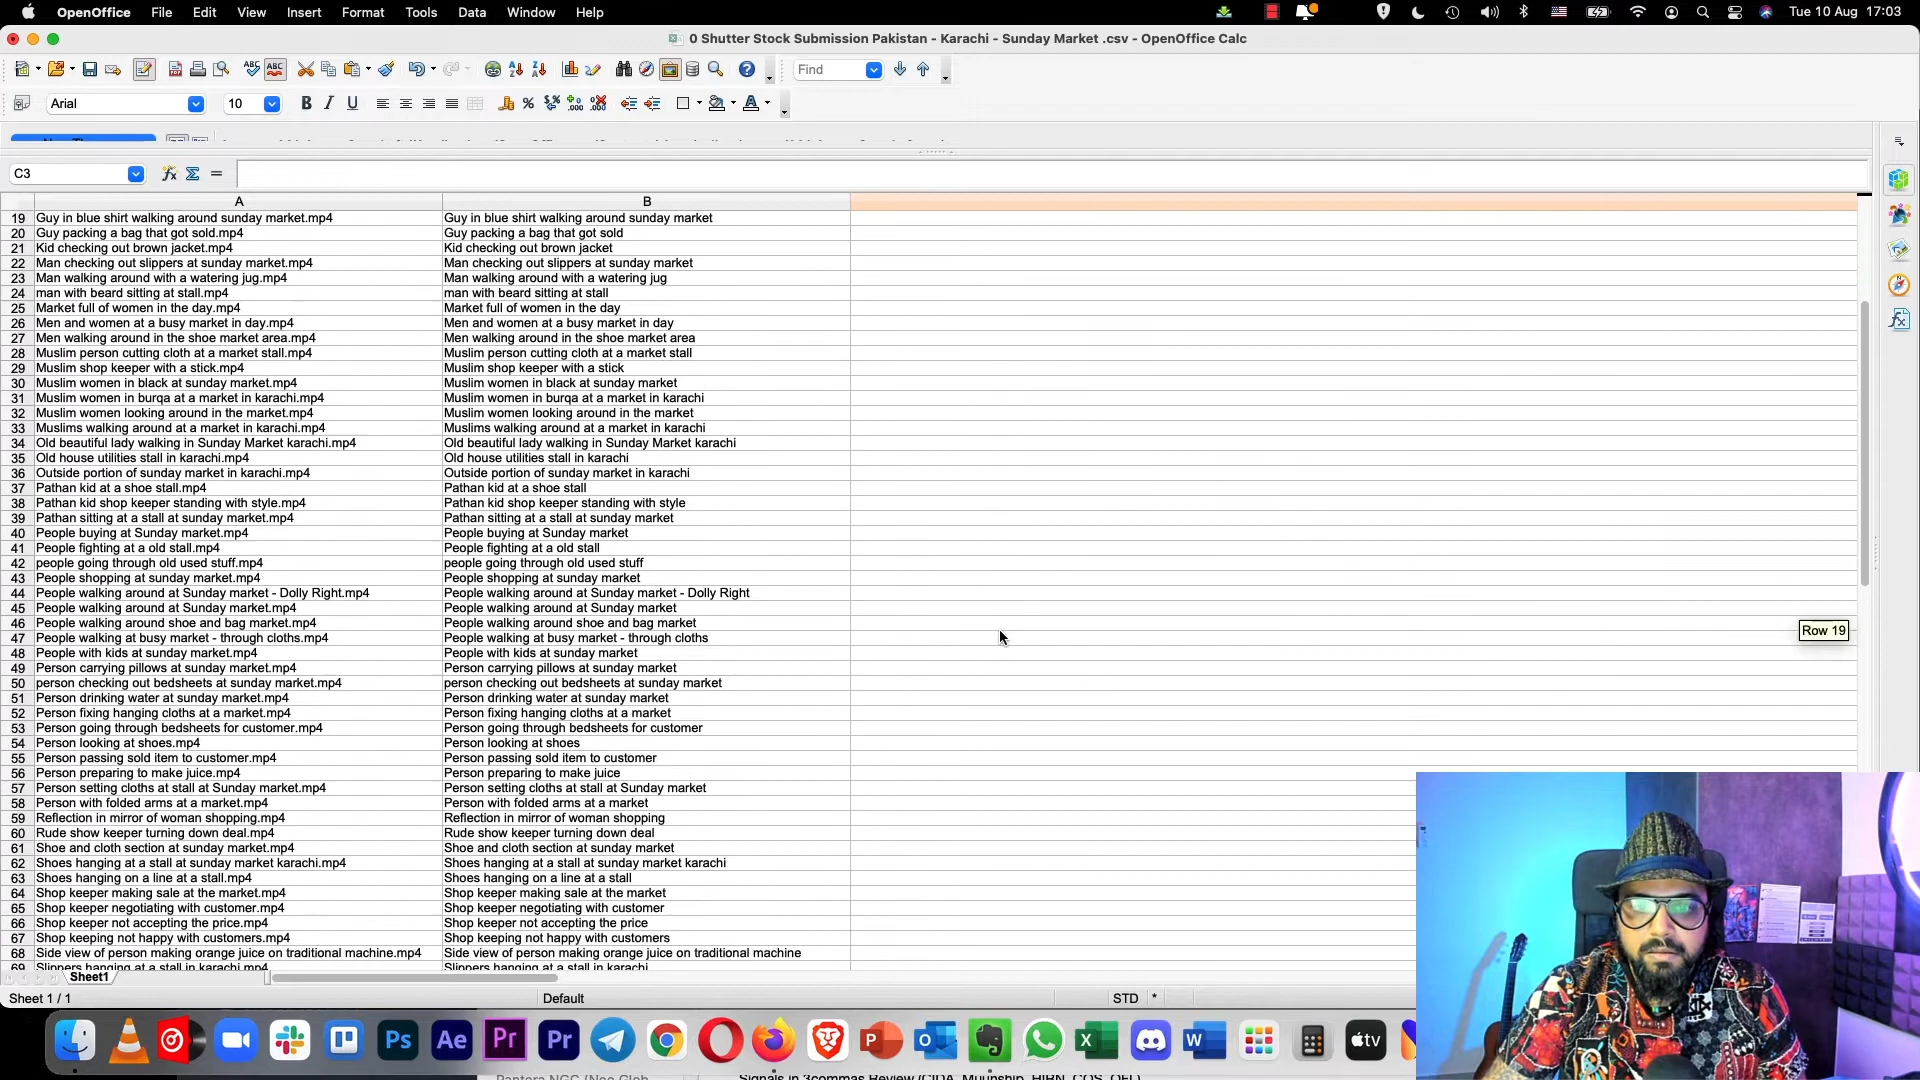 OpenOffice File Edit View Insert Format Tools Data Window Help Tue 10 Aug 17:03
0 Shutter Stock Submission Pakistan - Karachi - Sunday Market .csv - OpenOffice Calc
Find
Arial 10
C3
A B
19 Guy in blue shirt walking around sunday market.mp4 Guy in blue shirt walking around sunday market
20 Guy packing a bag that got sold.mp4 Guy packing a bag that got sold
21 Kid checking out brown jacket.mp4 Kid checking out brown jacket
22 Man checking out slippers at sunday market.mp4 Man checking out slippers at sunday market
23 Man walking around with a watering jug.mp4 Man walking around with a watering jug
24 man with beard sitting at stall.mp4 man with beard sitting at stall
25 Market full of women in the day.mp4 Market full of women in the day
26 Men and women at a busy market in day.mp4 Men and women at a busy market in day
27 Men walking around in the shoe market area.mp4 Men walking around in the shoe market area
28 Muslim person cutting cloth at a market stall.mp4 Muslim person cutting cloth at a market stall
29 Muslim shop keeper with a stick.mp4 Muslim shop keeper with a stick
30 Muslim women in black at sunday market.mp4 Muslim women in black at sunday market
31 Muslim women in burqa at a market in karachi.mp4 Muslim women in burqa at a market in karachi
32 Muslim women looking around in the market.mp4 Muslim women looking around in the market
33 Muslims walking around at a market in karachi.mp4 Muslims walking around at a market in karachi
34 Old beautiful lady walking in Sunday Market karachi.mp4 Old beautiful lady walking in Sunday Market karachi
35 Old house utilities stall in karachi.mp4 Old house utilities stall in karachi
36 Outside portion of sunday market in karachi.mp4 Outside portion of sunday market in karachi
37 Pathan kid at a shoe stall.mp4 Pathan kid at a shoe stall
38 Pathan kid shop keeper standing with style.mp4 Pathan kid shop keeper standing with style
39 Pathan sitting at a stall at sunday market.mp4 Pathan sitting at a stall at sunday market
40 People buying at Sunday market.mp4 People buying at Sunday market
41 People fighting at a old stall.mp4 People fighting at a old stall
42 people going through old used stuff.mp4 people going through old used stuff
43 People shopping at sunday market.mp4 People shopping at sunday market
44 People walking around at Sunday market - Dolly Right.mp4 People walking around at Sunday market - Dolly Right
45 People walking around at Sunday market.mp4 People walking around at Sunday market
46 People walking around shoe and bag market.mp4 People walking around shoe and bag market
47 People walking at busy market - through cloths.mp4 People walking at busy market - through cloths
Row 19
48 People with kids at sunday market.mp4 People with kids at sunday market
49 Person carrying pillows at sunday market.mp4 Person carrying pillows at sunday market
50 person checking out bedsheets at sunday market.mp4 person checking out bedsheets at sunday market
51 Person drinking water at sunday market.mp4 Person drinking water at sunday market
52 Person fixing hanging cloths at a market.mp4 Person fixing hanging cloths at a market
53 Person going through bedsheets for customer.mp4 Person going through bedsheets for customer
54 Person looking at shoes.mp4 Person looking at shoes
55 Person passing sold item to customer.mp4 Person passing sold item to customer
56 Person preparing to make juice.mp4 Person preparing to make juice
57 Person setting cloths at stall at Sunday market.mp4 Person setting cloths at stall at Sunday market
58 Person with folded arms at a market.mp4 Person with folded arms at a market
59 Reflection in mirror of woman shopping.mp4 Reflection in mirror of woman shopping
60 Rude show keeper turning down deal.mp4 Rude show keeper turning down deal
61 Shoe and cloth section at sunday market.mp4 Shoe and cloth section at sunday market
62 Shoes hanging at a stall at sunday market karachi.mp4 Shoes hanging at a stall at sunday market karachi
63 Shoes hanging on a line at a stall.mp4 Shoes hanging on a line at a stall
64 Shop keeper making sale at the market.mp4 Shop keeper making sale at the market
65 Shop keeper negotiating with customer.mp4 Shop keeper negotiating with customer
66 Shop keeper not accepting the price.mp4 Shop keeper not accepting the price
67 Shop keeping not happy with customers.mp4 Shop keeping not happy with customers
68 Side view of person making orange juice on traditional machine.mp4 Side view of person making orange juice on traditional machine
69 Slippers hanging at a stall in karachi.mp4 Slippers hanging at a stall in karachi
Sheet1
Sheet 1 / 1 Default STD *
Ps Ae Pr Pr P O X W tv